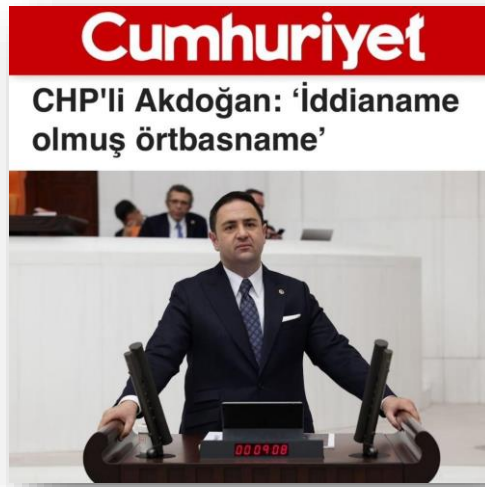 Cumhuriyet
CHP'li Akdoğan: ‘İddianame
olmuş örtbasname’
000908